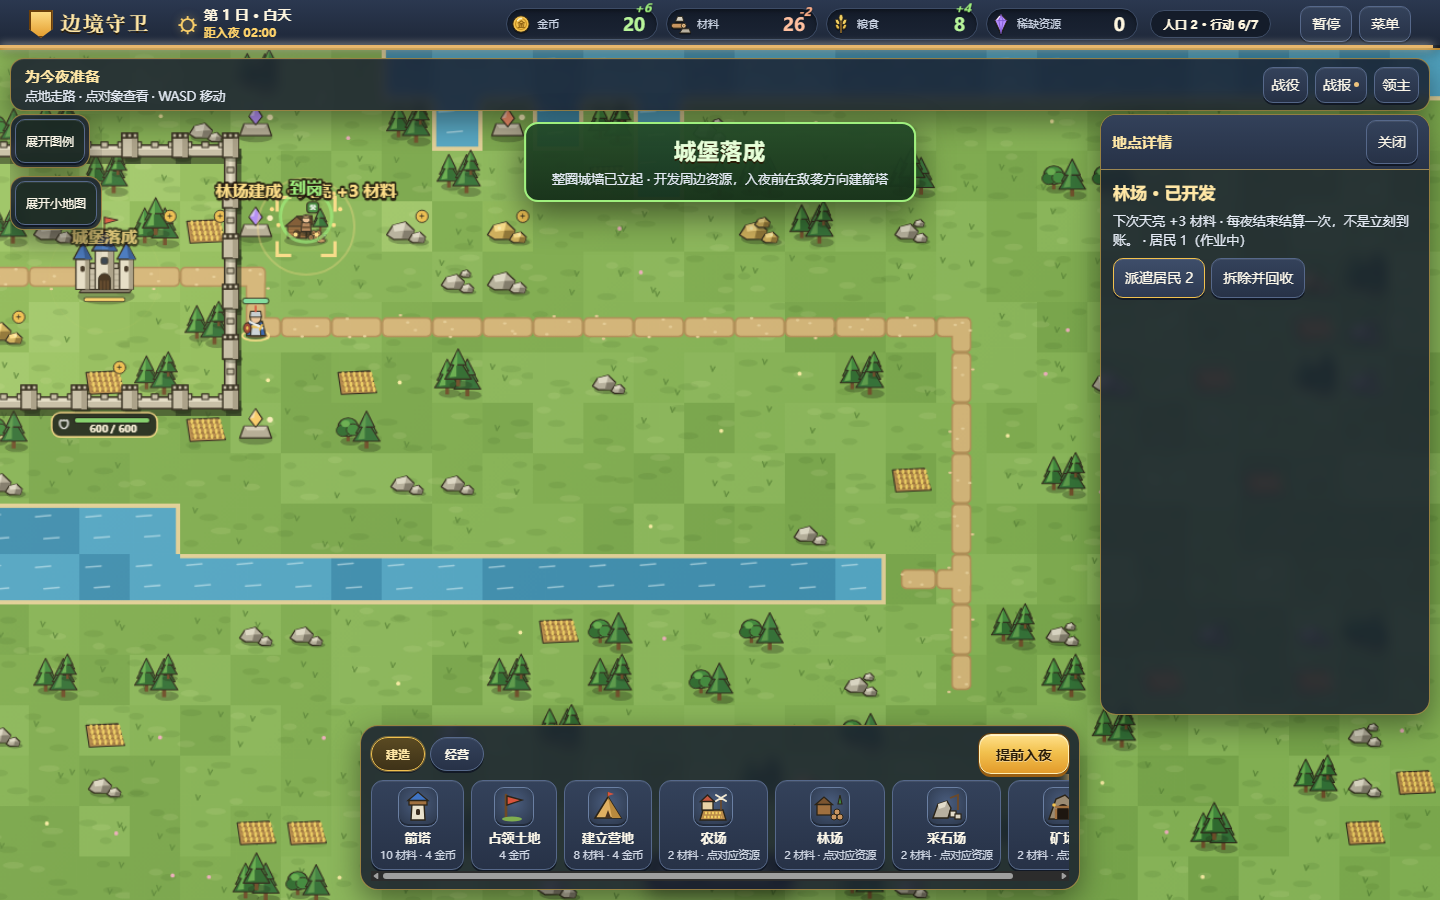 边境守卫
第 1 日 · 白天
距入夜 02:00
金币
20
+6
材料
26
-2
粮食
8
+4
稀缺资源
0
人口 2 · 行动 6/7
暂停
菜单
为今夜准备
点地走路 · 点对象查看 · WASD 移动
战役
战报
领主
展开图例
展开小地图
城堡落成
整圈城墙已立起 · 开发周边资源，入夜前在敌袭方向建箭塔
林场建成
到岗
亮 +3 材料
城堡落成
600 / 600
地点详情
关闭
林场 · 已开发
下次天亮 +3 材料 · 每夜结束结算一次，不是立刻到
账。 · 居民 1（作业中）
派遣居民 2
拆除并回收
建造
经营
提前入夜
箭塔
10 材料 · 4 金币
占领土地
4 金币
建立营地
8 材料 · 4 金币
农场
2 材料 · 点对应资源
林场
2 材料 · 点对应资源
采石场
2 材料 · 点对应资源
矿
2 材料 · 点